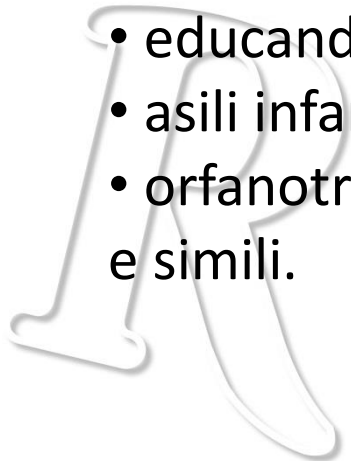 • educand
• asili infa
• orfanotr
e simili.
R